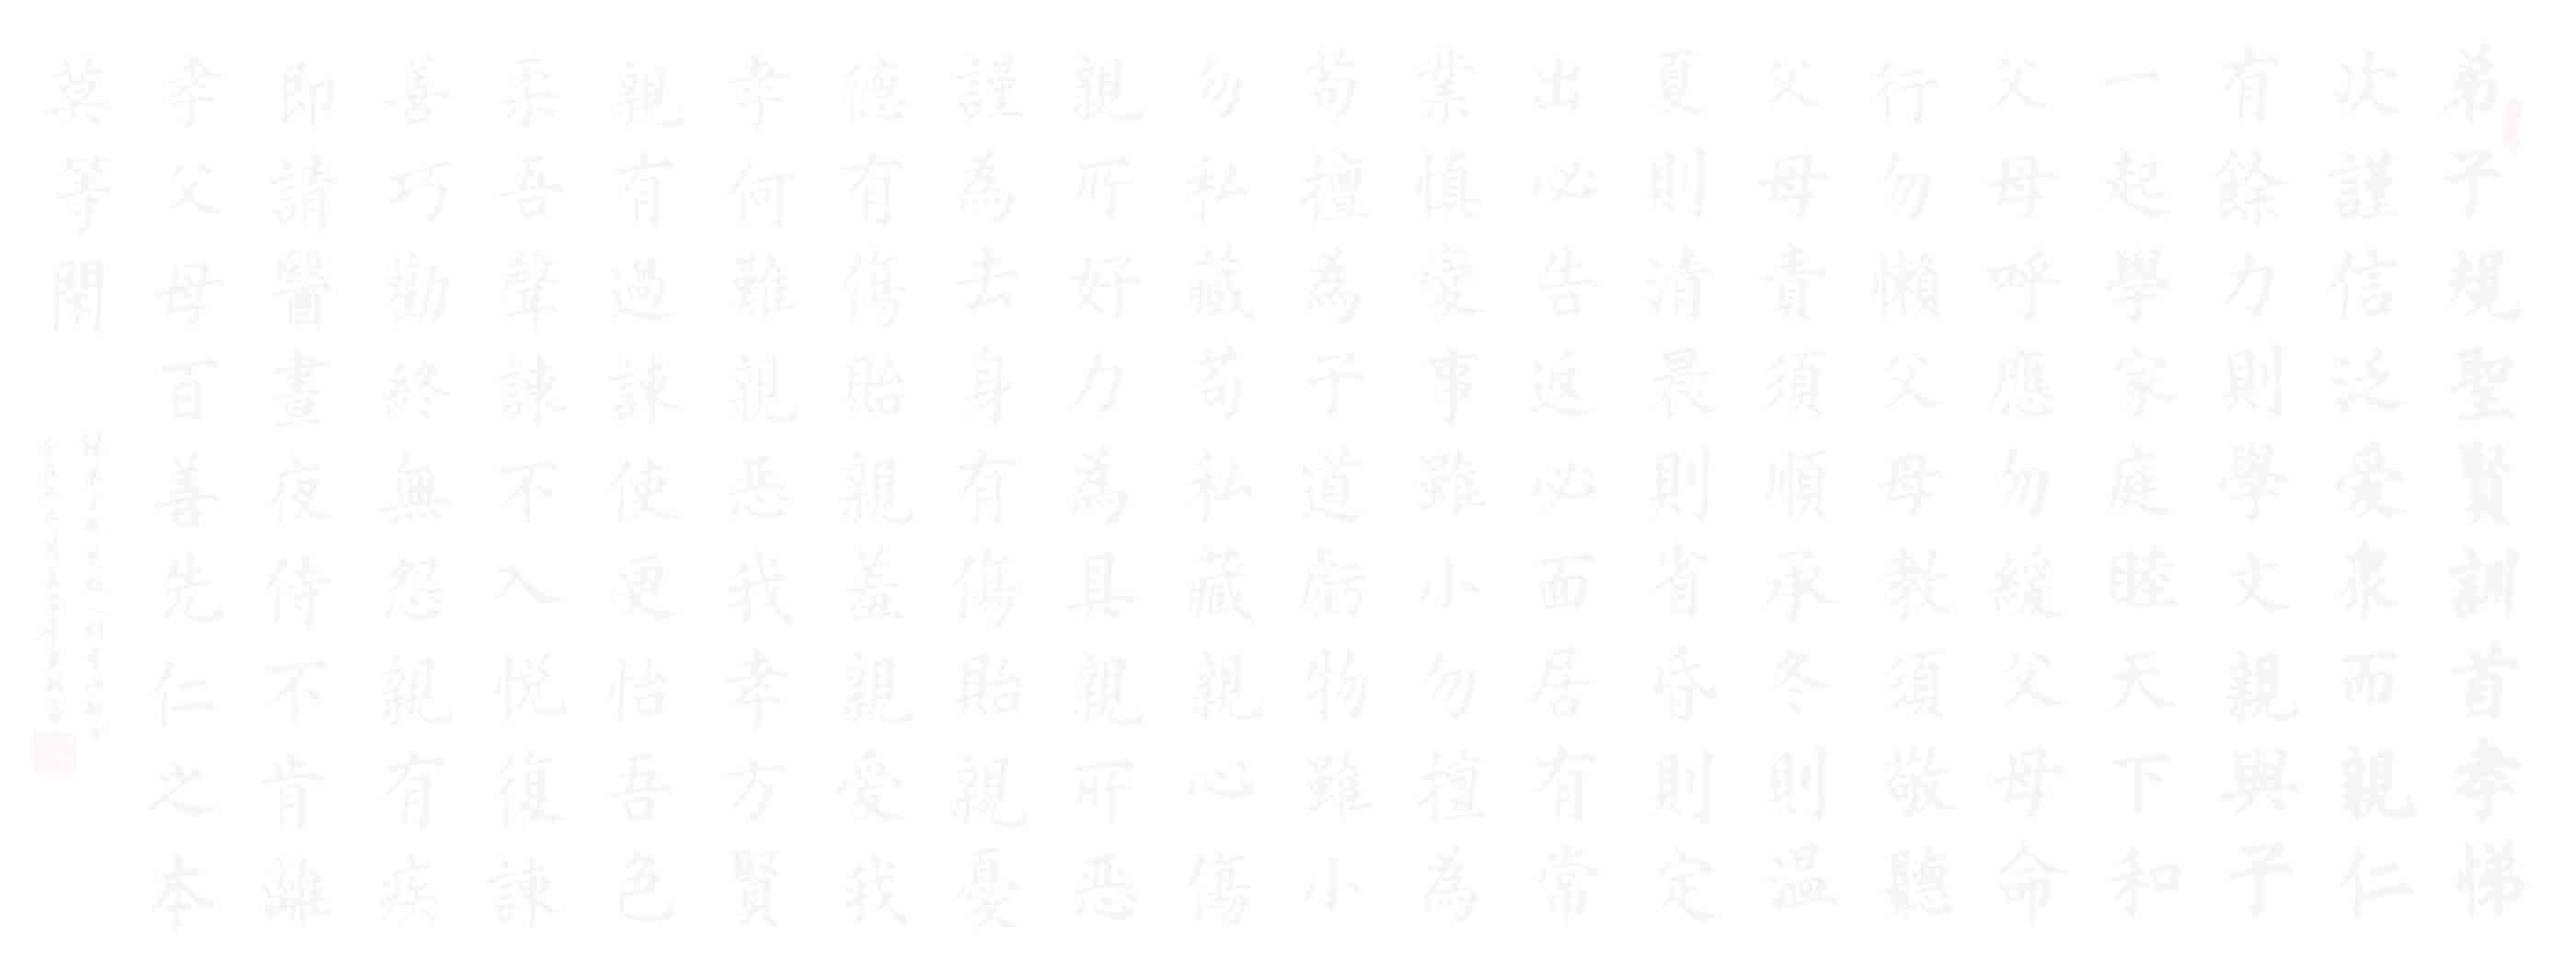 弟子規聖賢訓首孝悌
次謹信泛愛衆而親仁
有餘力則學文親與子
一起學家庭睦天下和
父母呼應勿緩父母命
行勿懶父母教須敬聽
父母責須順承冬則温
夏則清晨則省昏則定
出必告返必面居有常
業慎變事雖小勿擅為
苟擅為子道虧物雖小
勿私藏苟私藏親心傷
親所好力為具親所惡
謹為去身有傷貽親憂
德有傷貽親羞親愛我
孝何難親惡我孝方賢
親有過諫使更怡吾色
柔吾聲諫不入悦復諫
善巧勸終無怨親有疾
即請醫晝夜侍不肯離
孝父母百善先仁之本
莫等閑